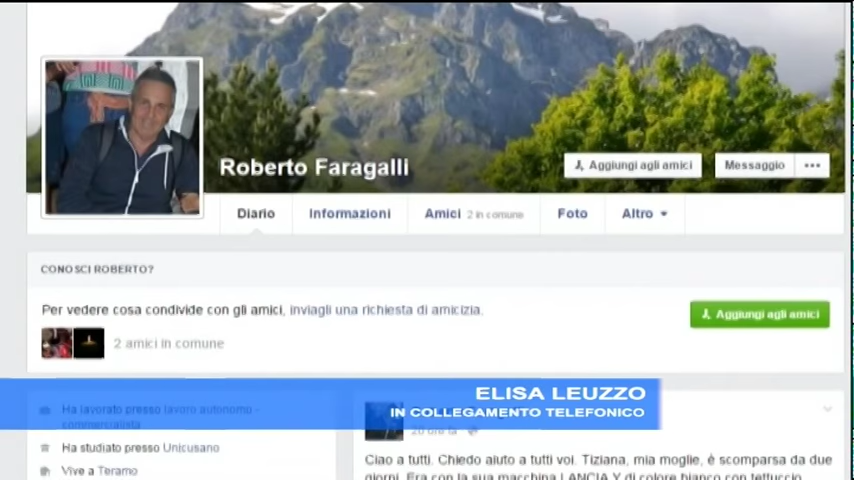 Roberto Faragalli
Aggiungi agli amici
Messaggio
Diario
Informazioni
Amici 2 in comune
Foto
Altro
CONOSCI ROBERTO?
Per vedere cosa condivide con gli amici, inviagli una richiesta di amicizia.
Aggiungi agli amici
2 amici in comune
ELISA LEUZZO
IN COLLEGAMENTO TELEFONICO
Ha lavorato presso lavoro autonomo -
commercialista
Ha studiato presso Unicusano
Vive a Teramo
20 ore fa
Ciao a tutti. Chiedo aiuto a tutti voi. Tiziana, mia moglie, è scomparsa da due
giorni. Era con la sua macchina LANCIA Y di colore bianco con tettuccio